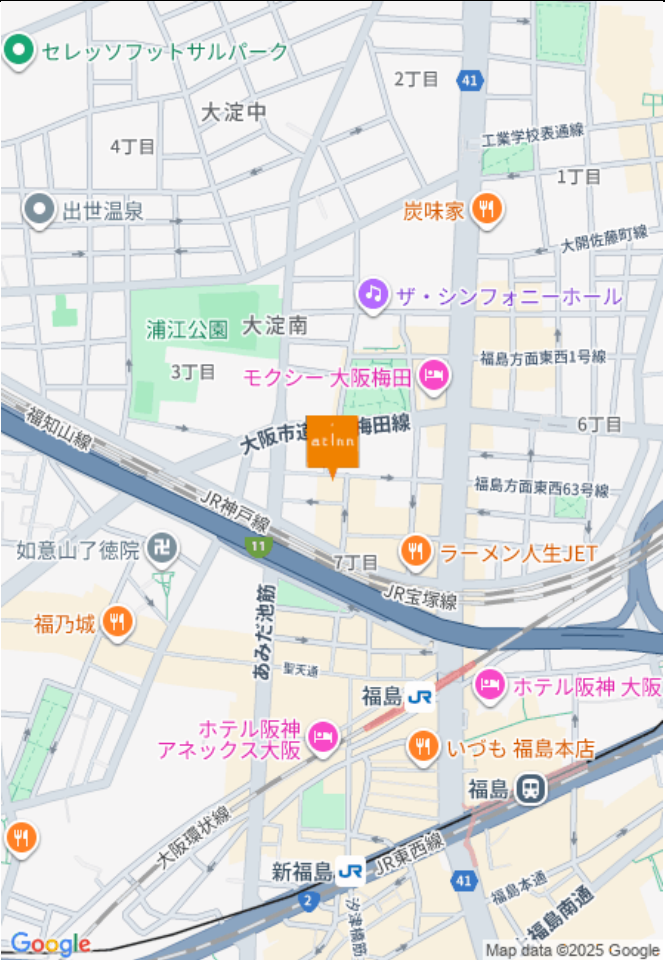 セレッソフットサルパーク
2丁目
41
大淀中
工業学校表通線
4丁目
1丁目
出世温泉
炭味家
大開佐藤町線
ザ・シンフォニーホール
浦江公園
大淀南
福島方面東西1号線
3丁目
モクシー 大阪梅田
福知山線
大阪市道
梅田線
6丁目
atInn
福島方面東西63号線
JR神戸線
如意山了徳院
11
7丁目
ラーメン人生JET
JR宝塚線
福乃城
あみだ池筋
聖天通
福島 JR
ホテル阪神 大阪
ホテル阪神
アネックス大阪
いづも 福島本店
福島
大阪環状線
JR東西線
新福島 JR
41
福島本通
2
汐津橋筋
福島南通
Google
Map data ©2025 Google